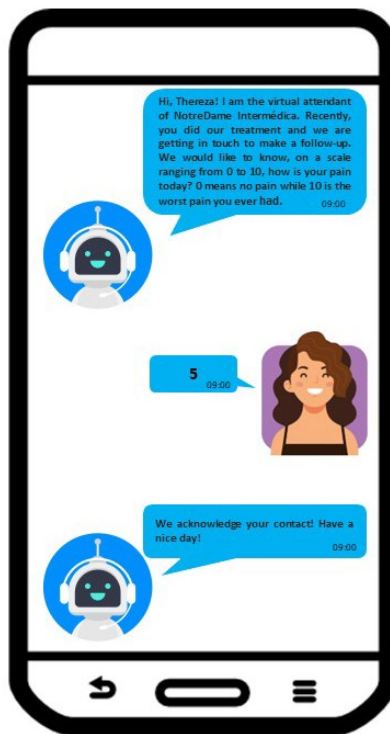 Hi, Thereza! I am the virtual attendant
of NotreDame Intermédica. Recently,
you did our treatment and we are
getting in touch to make a follow-up.
We would like to know, on a scale
ranging from 0 to 10, how is your pain
today? 0 means no pain while 10 is the
worst pain you ever had.
09:00
5
09:00
We acknowledge your contact! Have a
nice day!
09:00